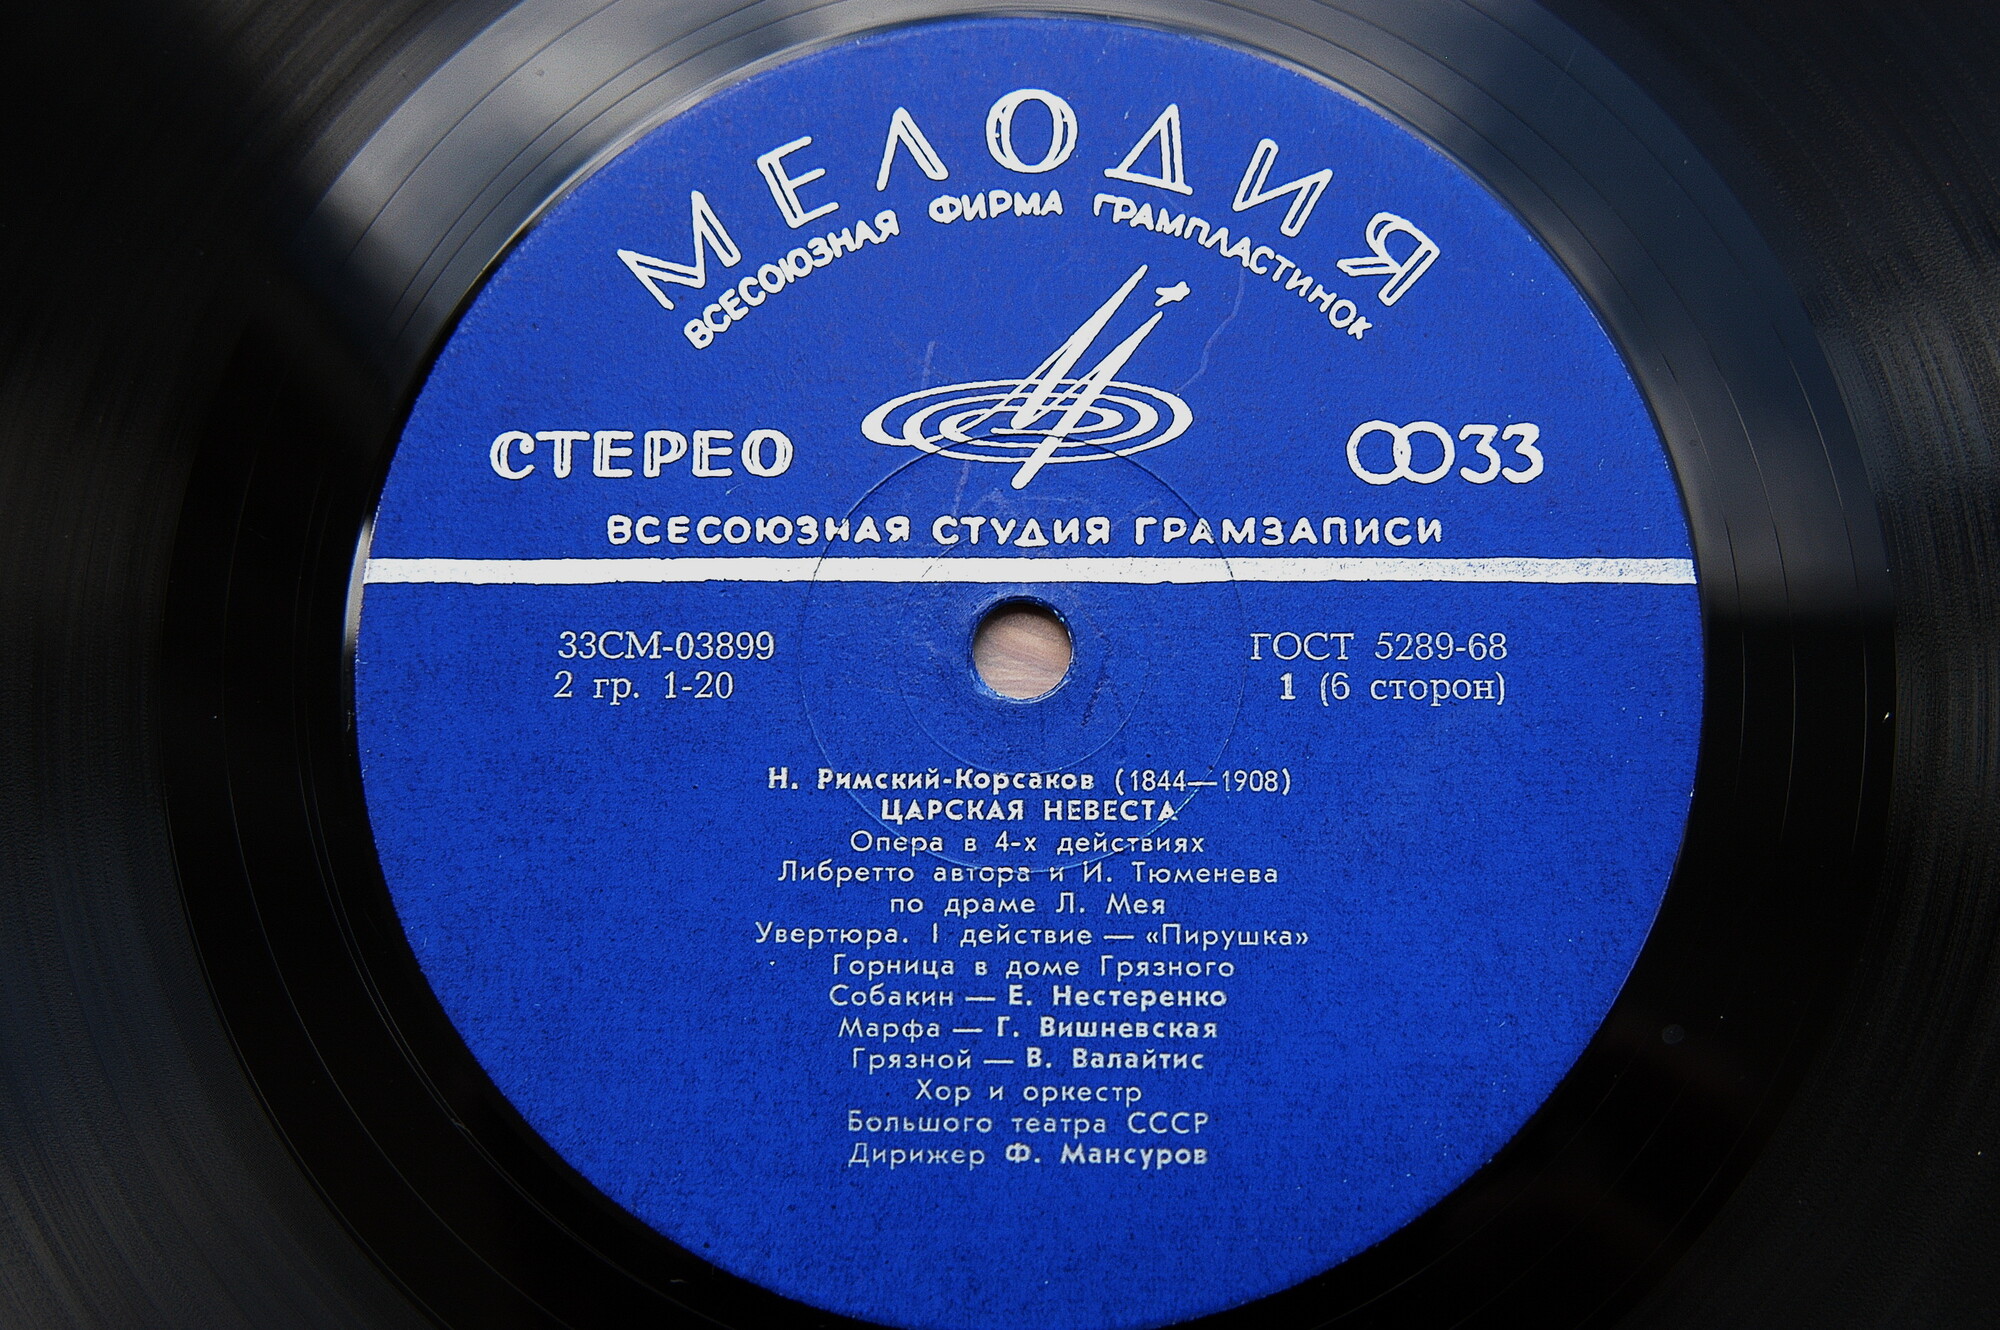 МЕЛОДИЯ
ВСЕСОЮЗНАЯ ФИРМА ГРАМПЛАСТИНОК
СТЕРЕО
33
ВСЕСОЮЗНАЯ СТУДИЯ ГРАМЗАПИСИ
33СМ-03899
ГОСТ 5289-68
2 гр. 1-20
1 (6 сторон)
Н. Римский-Корсаков (1844—1908)
ЦАРСКАЯ НЕВЕСТА
Опера в 4-х действиях
Либретто автора и И. Тюменева
по драме Л. Мея
Увертюра. I действие — «Пирушка»
Горница в доме Грязного
Собакин — Е. Нестеренко
Марфа — Г. Вишневская
Грязной — В. Валайтис
Хор и оркестр
Большого театра СССР
Дирижер Ф. Мансуров